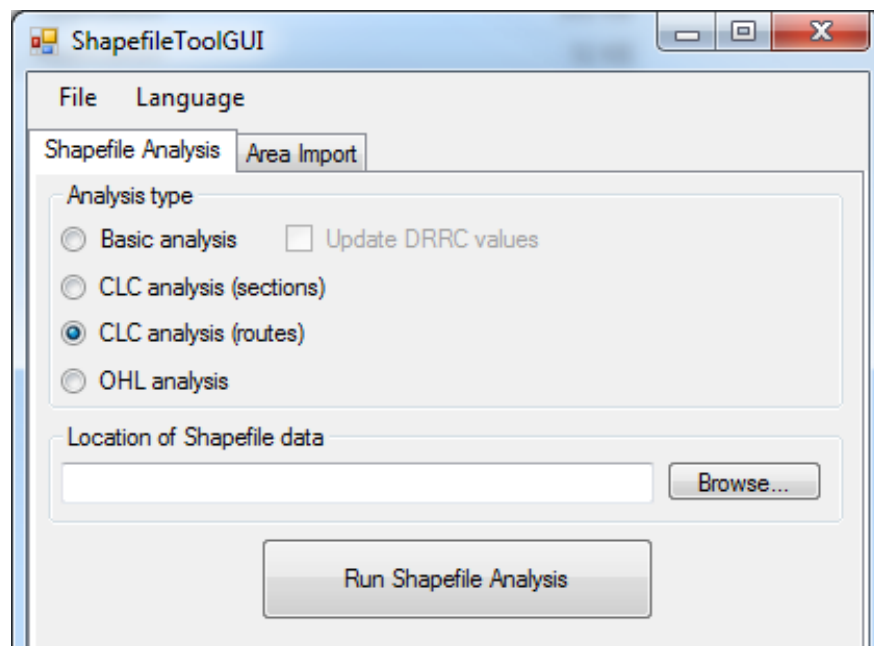 ShapefileToolGUI
File Language
Shapefile Analysis Area Import
Analysis type
Basic analysis Update DRRC values
CLC analysis (sections)
CLC analysis (routes)
OHL analysis
Location of Shapefile data
Browse...
Run Shapefile Analysis